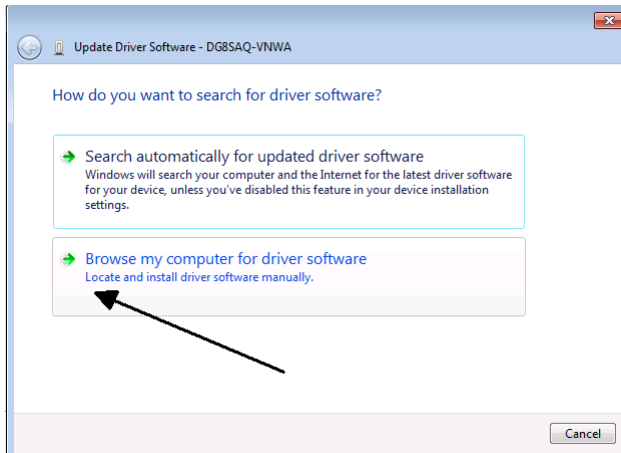 Update Driver Software - DG8SAQ-VNWA
How do you want to search for driver software?
Search automatically for updated driver software
Windows will search your computer and the Internet for the latest driver software
for your device, unless you've disabled this feature in your device installation
settings.
Browse my computer for driver software
Locate and install driver software manually.
Cancel